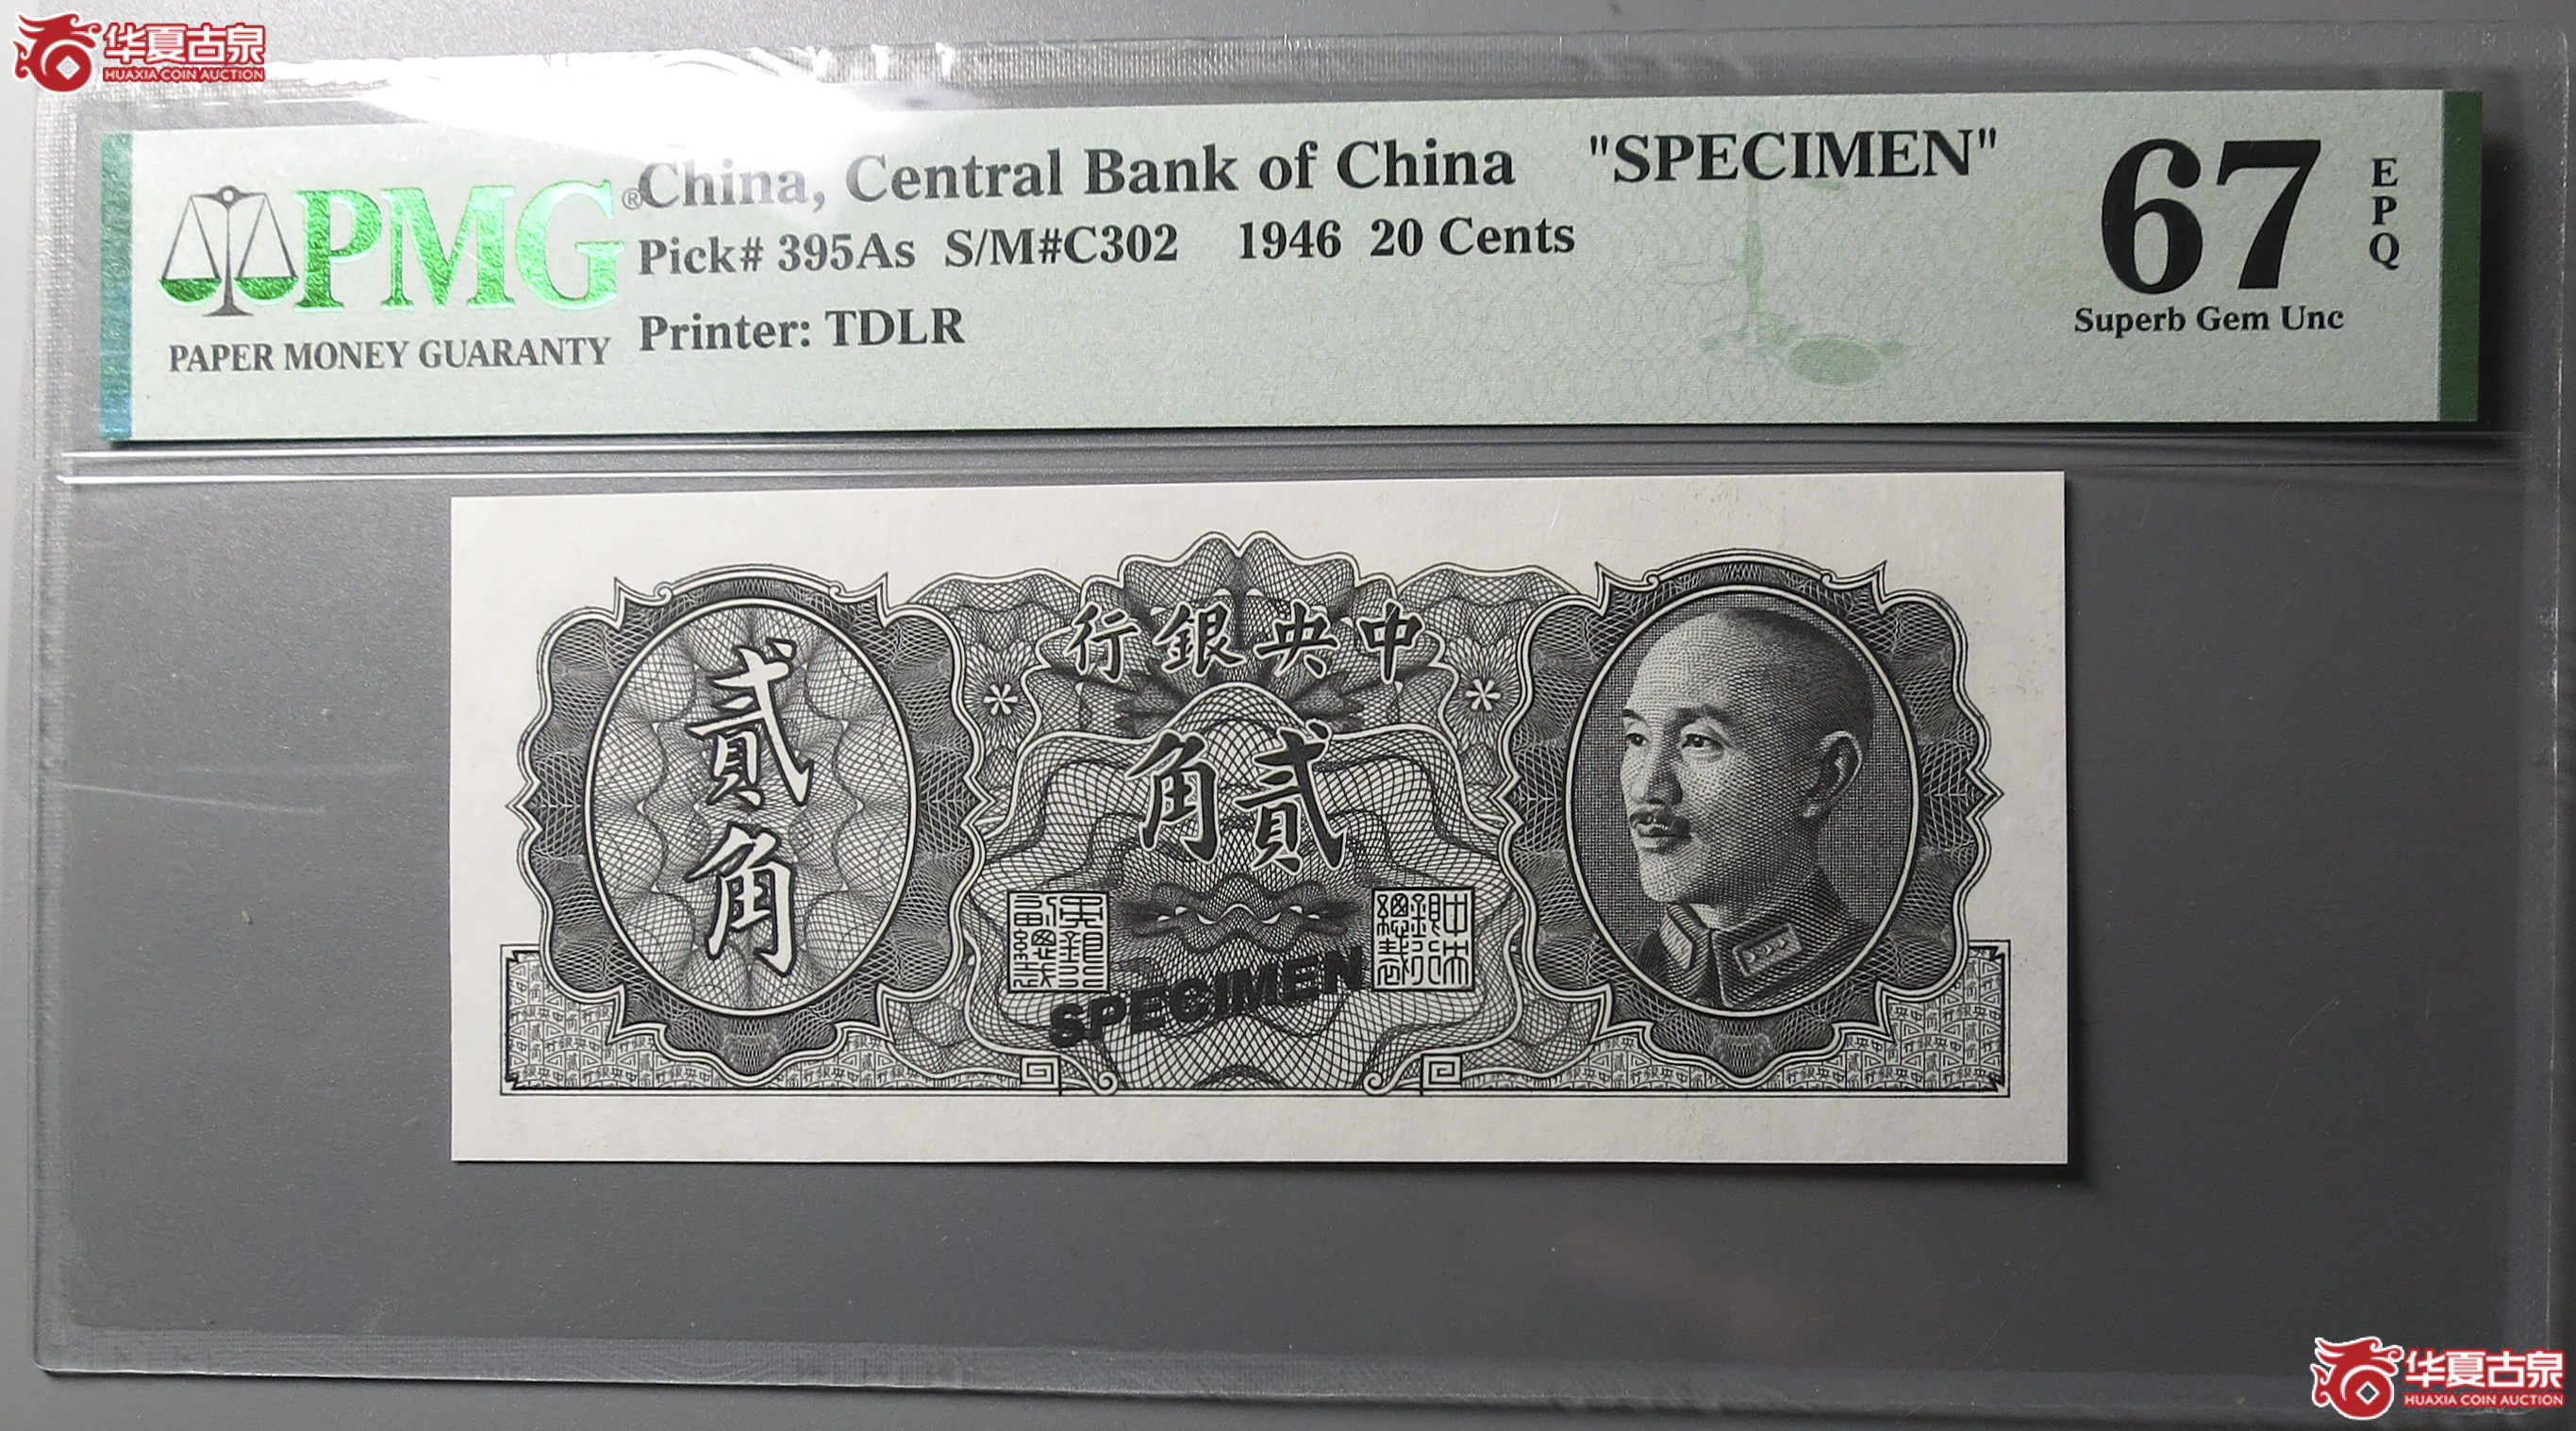 华夏古泉
HUAXIA COIN AUCTION
PMG®
PAPER MONEY GUARANTY
China, Central Bank of China "SPECIMEN"
Pick# 395As S/M#C302 1946 20 Cents
Printer: TDLR
67
EPQ
Superb Gem Unc
行銀央中
貳角
角貳
SPECIMEN
华夏古泉
HUAXIA COIN AUCTION